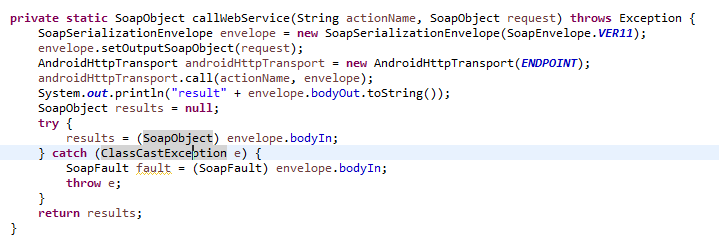 private static SoapObject callWebService(String actionName, SoapObject request) throws Exception {
    SoapSerializationEnvelope envelope = new SoapSerializationEnvelope(SoapEnvelope.VER11);
    envelope.setOutputSoapObject(request);
    AndroidHttpTransport androidHttpTransport = new AndroidHttpTransport(ENDPOINT);
    androidHttpTransport.call(actionName, envelope);
    System.out.println("result" + envelope.bodyOut.toString());
    SoapObject results = null;
    try {
        results = (SoapObject) envelope.bodyIn;
    } catch (ClassCastException e) {
        SoapFault fault = (SoapFault) envelope.bodyIn;
        throw e;
    }
    return results;
}